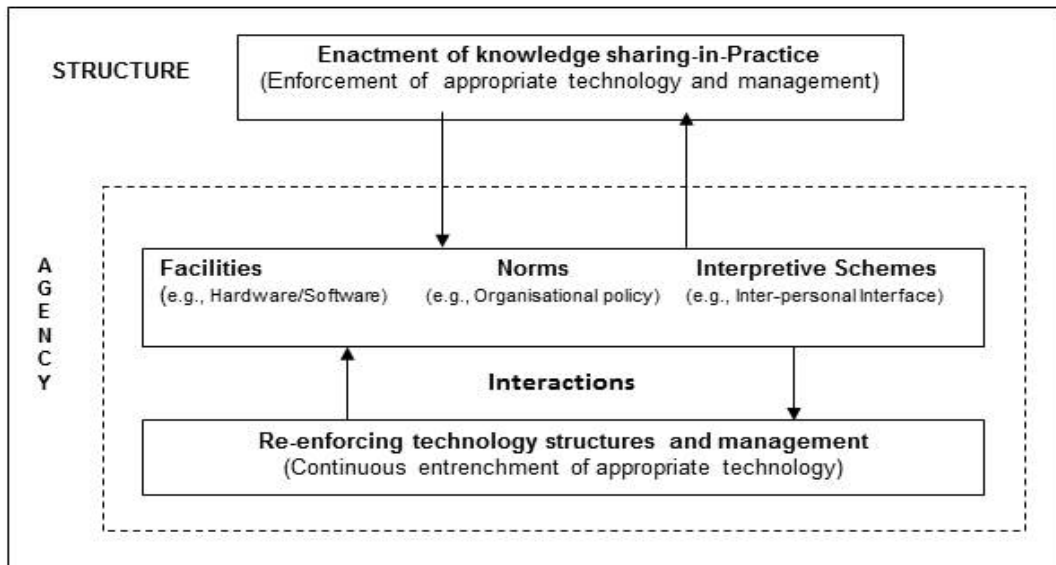 STRUCTURE
Enactment of knowledge sharing-in-Practice
(Enforcement of appropriate technology and management)
AGENCY
Facilities Norms Interpretive Schemes
(e.g., Hardware/Software) (e.g., Organisational policy) (e.g., Inter-personal Interface)
Interactions
Re-enforcing technology structures and management
(Continuous entrenchment of appropriate technology)